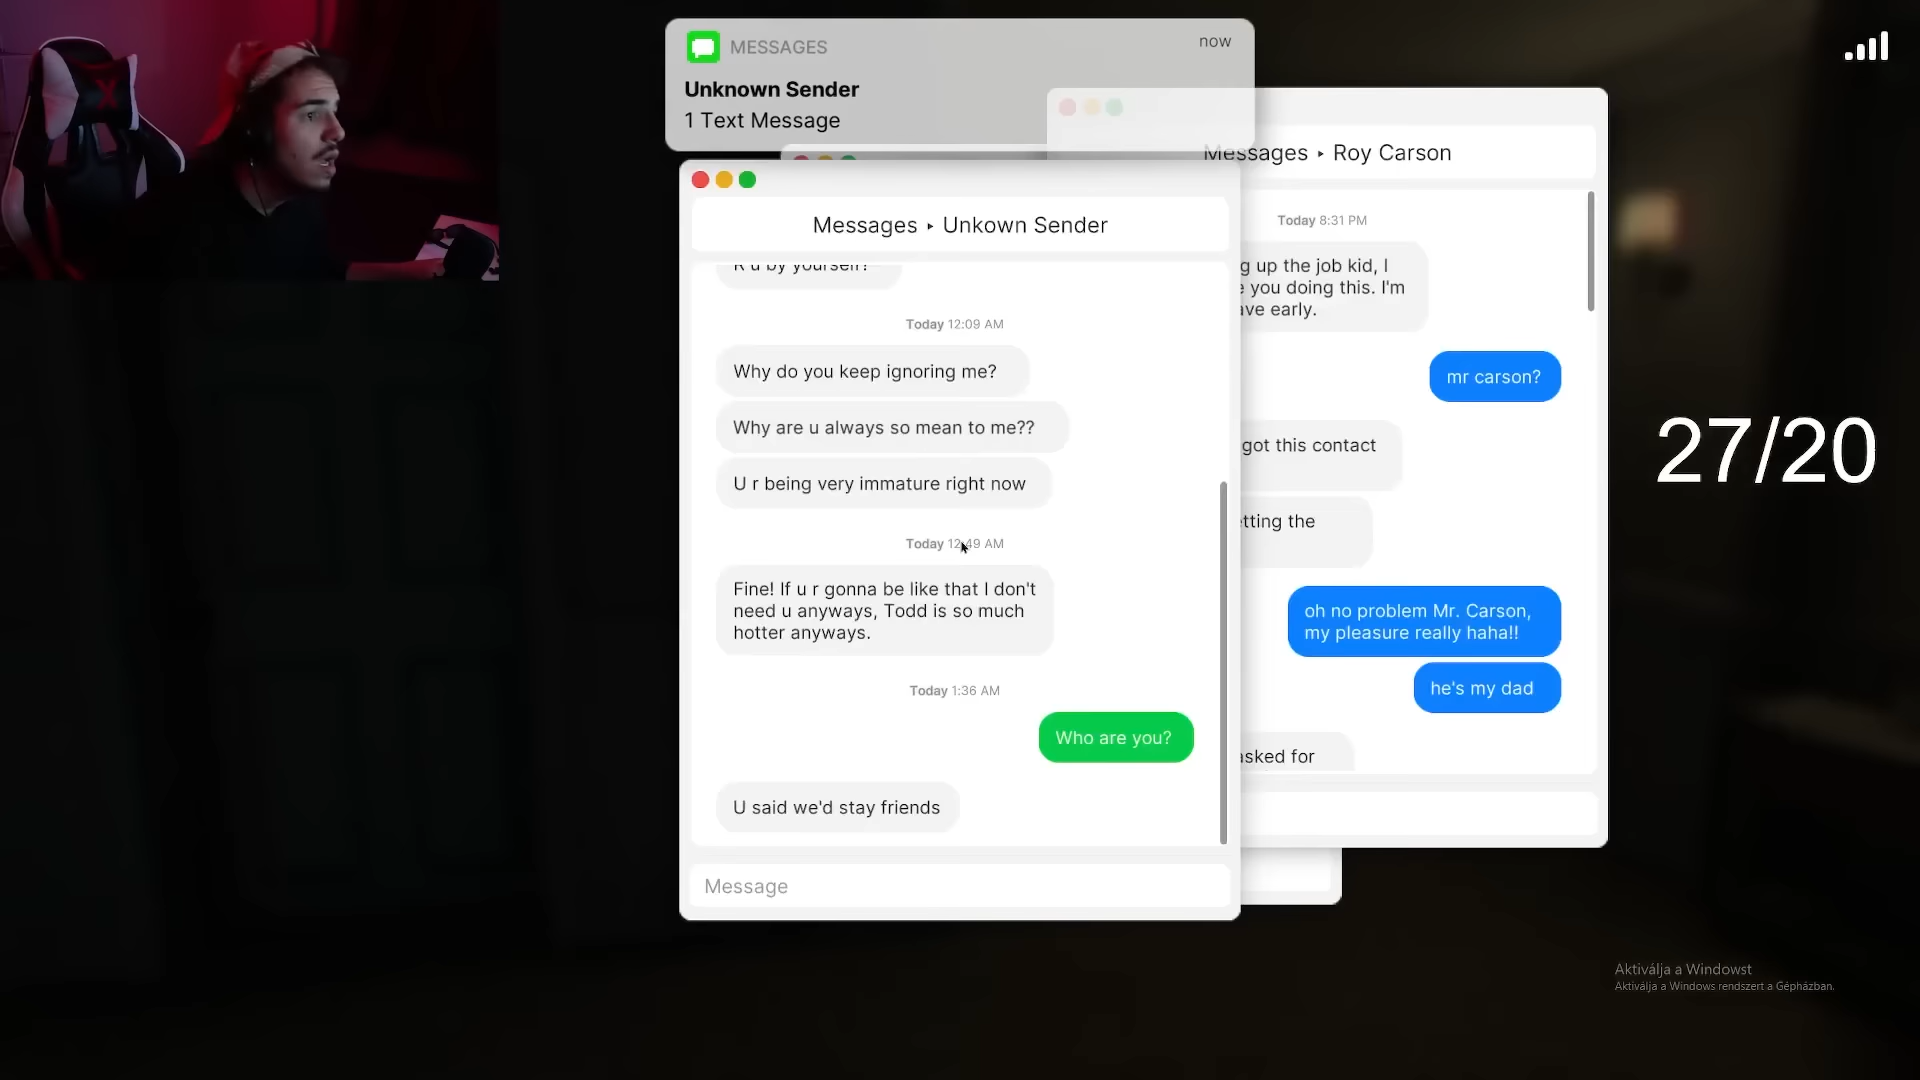 MESSAGES
now
Unknown Sender
1 Text Message
Messages ▸ Roy Carson
Today 8:31 PM
g up the job kid, I
you doing this. I'm
ave early.
mr carson?
got this contact
etting the
oh no problem Mr. Carson,
my pleasure really haha!!
he's my dad
asked for
Messages ▸ Unkown Sender
R u by yourself?
Today 12:09 AM
Why do you keep ignoring me?
Why are u always so mean to me??
U r being very immature right now
Today 12:49 AM
Fine! If u r gonna be like that I don't
need u anyways, Todd is so much
hotter anyways.
Today 1:36 AM
Who are you?
U said we'd stay friends
Message
27/20
Aktiválja a Windowst
Aktiválja a Windows rendszert a Gépházban.